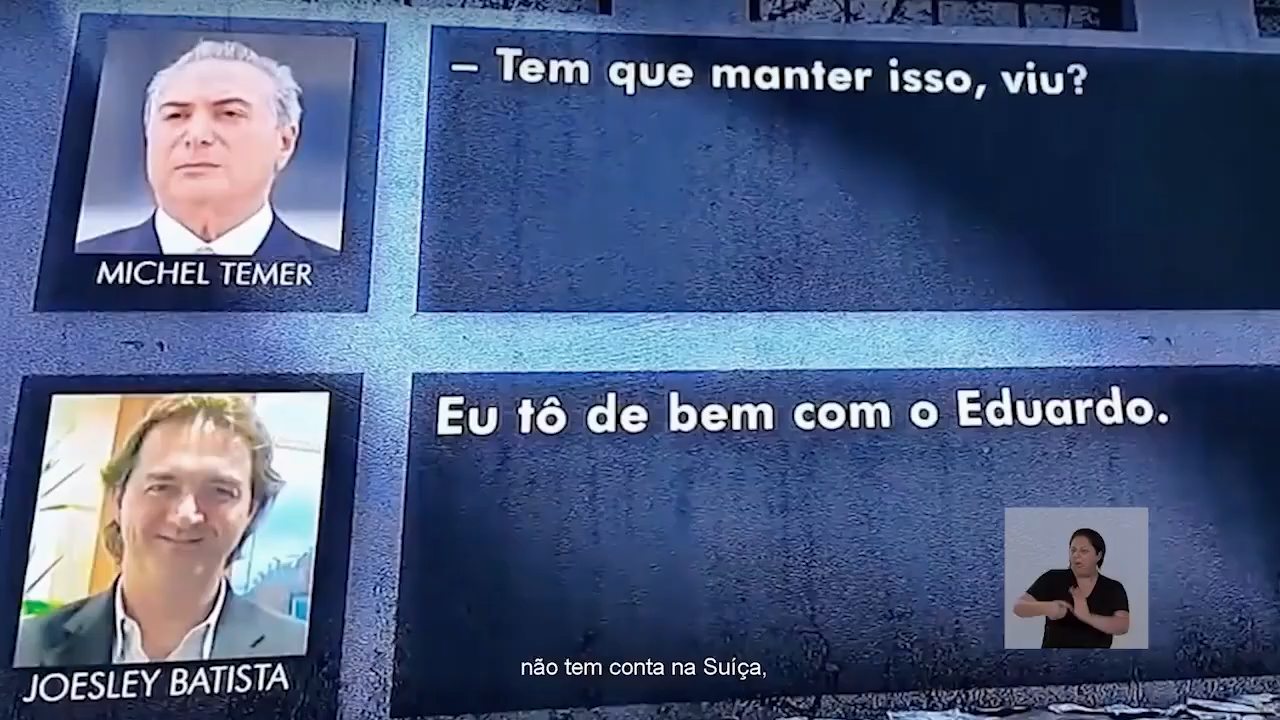 – Tem que manter isso, viu?
MICHEL TEMER
Eu tô de bem com o Eduardo.
JOESLEY BATISTA
não tem conta na Suíça,